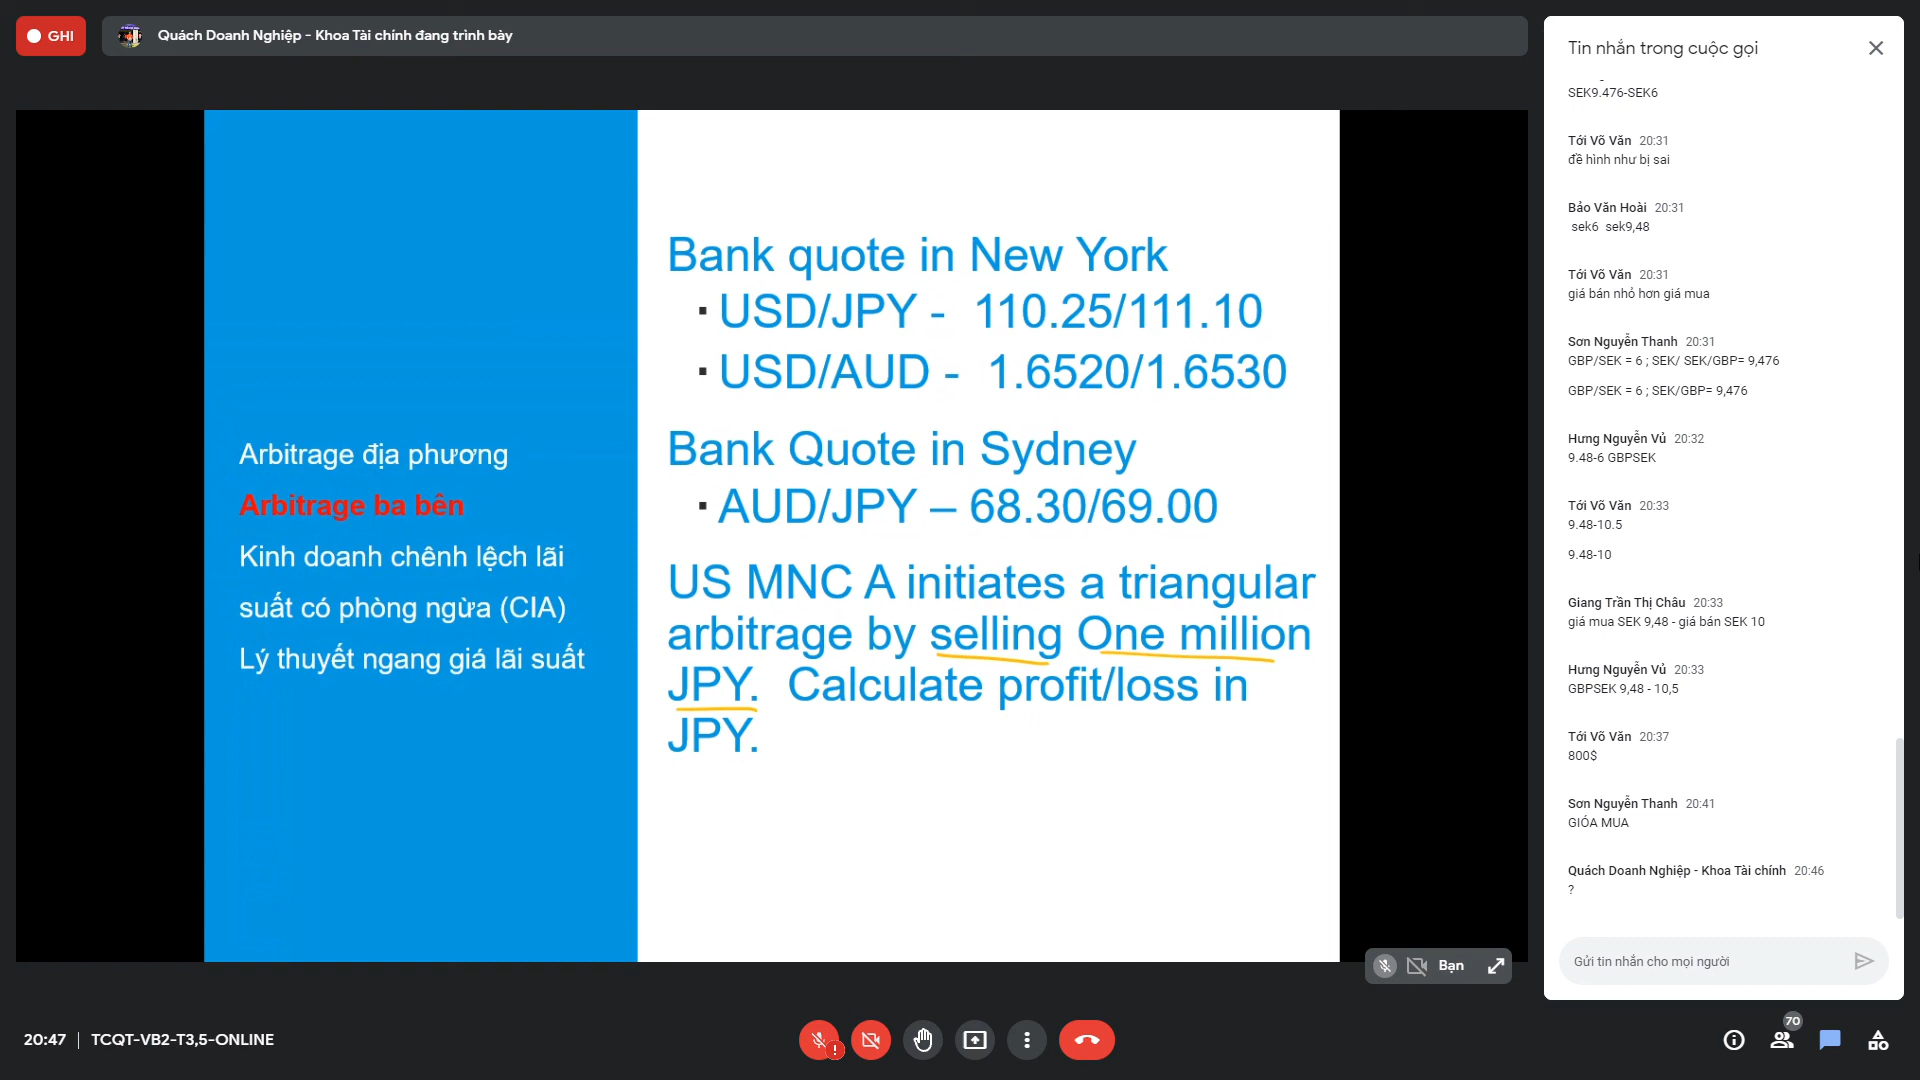 GHI
Quách Doanh Nghiệp - Khoa Tài chính đang trình bày
Arbitrage địa phương
Arbitrage ba bên
Kinh doanh chênh lệch lãi
suất có phòng ngừa (CIA)
Lý thuyết ngang giá lãi suất
Bank quote in New York
▪ USD/JPY - 110.25/111.10
▪ USD/AUD - 1.6520/1.6530
Bank Quote in Sydney
▪ AUD/JPY – 68.30/69.00
US MNC A initiates a triangular
arbitrage by selling One million
JPY. Calculate profit/loss in
JPY.
Bạn
Tin nhắn trong cuộc gọi
SEK9.476-SEK6
Tới Võ Văn 20:31
đề hình như bị sai
Bảo Văn Hoài 20:31
sek6 sek9,48
Tới Võ Văn 20:31
giá bán nhỏ hơn giá mua
Sơn Nguyễn Thanh 20:31
GBP/SEK = 6 ; SEK/ SEK/GBP= 9,476
GBP/SEK = 6 ; SEK/GBP= 9,476
Hưng Nguyễn Vủ 20:32
9.48-6 GBPSEK
Tới Võ Văn 20:33
9.48-10.5
9.48-10
Giang Trần Thị Châu 20:33
giá mua SEK 9,48 - giá bán SEK 10
Hưng Nguyễn Vủ 20:33
GBPSEK 9,48 - 10,5
Tới Võ Văn 20:37
800$
Sơn Nguyễn Thanh 20:41
GIÓA MUA
Quách Doanh Nghiệp - Khoa Tài chính 20:46
?
Gửi tin nhắn cho mọi người
20:47 | TCQT-VB2-T3,5-ONLINE
70